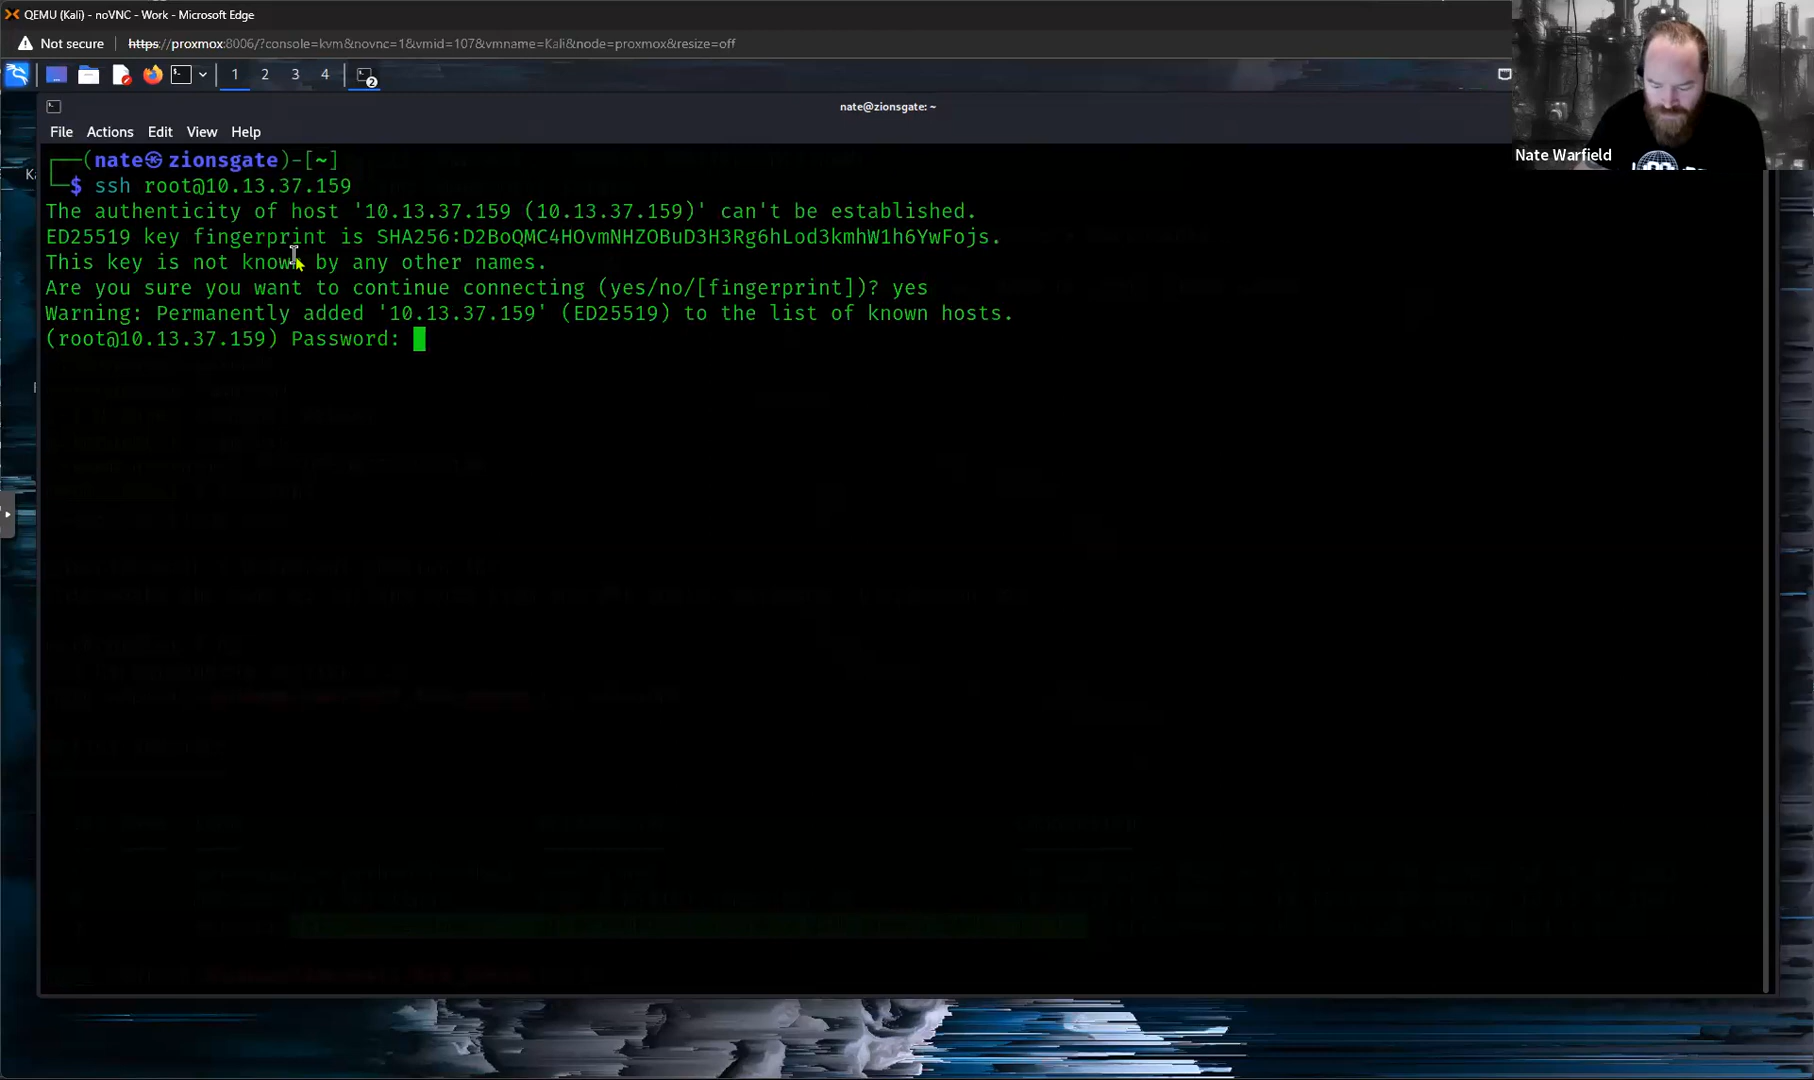 QEMU (Kali) - noVNC - Work - Microsoft Edge
Not secure https://proxmox:8006/?console=kvm&novnc=1&vmid=107&vmname=Kali&node=proxmox&resize=off
1 2 3 4 2
nate@zionsgate: ~
File Actions Edit View Help
Nate Warfield
┌──(nate㉿zionsgate)-[~]
└─$ ssh root@10.13.37.159
The authenticity of host '10.13.37.159 (10.13.37.159)' can't be established.
ED25519 key fingerprint is SHA256:D2BoQMC4HOvmNHZOBuD3H3Rg6hLod3kmhW1h6YwFojs.
This key is not known by any other names.
Are you sure you want to continue connecting (yes/no/[fingerprint])? yes
Warning: Permanently added '10.13.37.159' (ED25519) to the list of known hosts.
(root@10.13.37.159) Password: